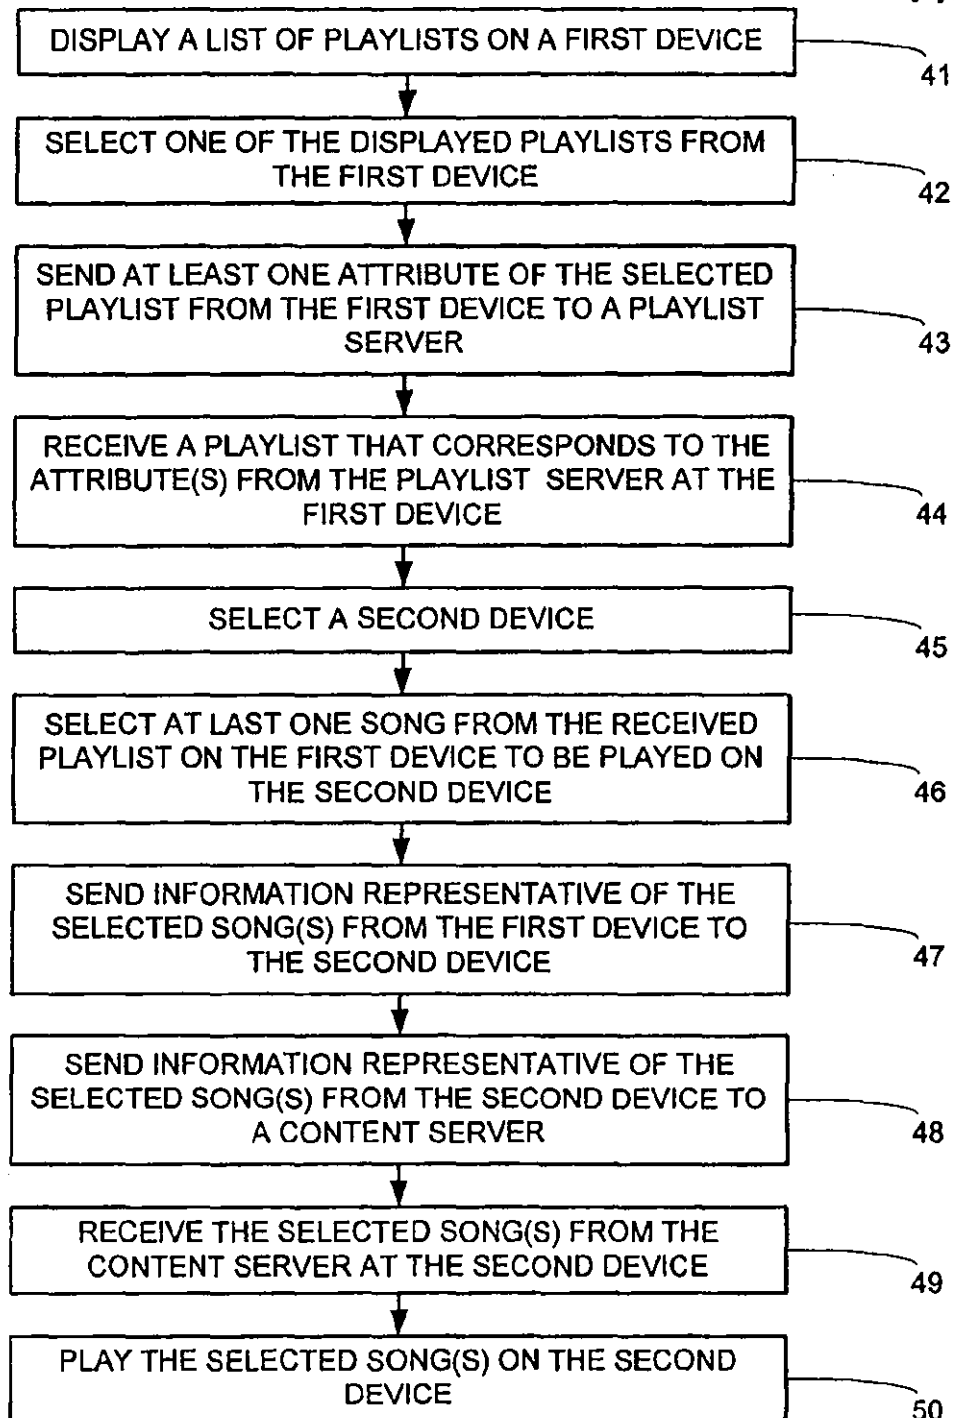 DISPLAY A LIST OF PLAYLISTS ON A FIRST DEVICE
41
SELECT ONE OF THE DISPLAYED PLAYLISTS FROM
THE FIRST DEVICE
42
SEND AT LEAST ONE ATTRIBUTE OF THE SELECTED
PLAYLIST FROM THE FIRST DEVICE TO A PLAYLIST
SERVER
43
RECEIVE A PLAYLIST THAT CORRESPONDS TO THE
ATTRIBUTE(S) FROM THE PLAYLIST SERVER AT THE
FIRST DEVICE
44
SELECT A SECOND DEVICE
45
SELECT AT LAST ONE SONG FROM THE RECEIVED
PLAYLIST ON THE FIRST DEVICE TO BE PLAYED ON
THE SECOND DEVICE
46
SEND INFORMATION REPRESENTATIVE OF THE
SELECTED SONG(S) FROM THE FIRST DEVICE TO
THE SECOND DEVICE
47
SEND INFORMATION REPRESENTATIVE OF THE
SELECTED SONG(S) FROM THE SECOND DEVICE TO
A CONTENT SERVER
48
RECEIVE THE SELECTED SONG(S) FROM THE
CONTENT SERVER AT THE SECOND DEVICE
49
PLAY THE SELECTED SONG(S) ON THE SECOND
DEVICE
50